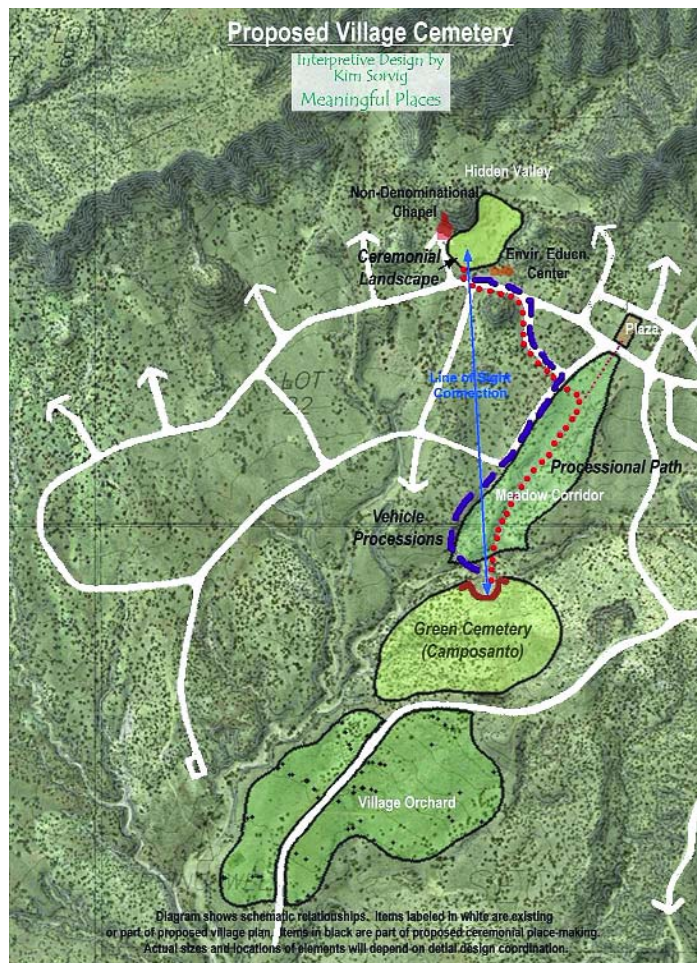 Proposed Village Cemetery
Interpretive Design by
Kim Sorvig
Meaningful Places
Hidden Valley
Non-Denominational
Chapel
Ceremonial
Landscape
Envir. Educn.
Center
Plaza
LOT
22
Line of Sight
Connection
Processional Path
Meadow Corridor
Vehicle
Processions
Green Cemetery
(Camposanto)
Village Orchard
Diagram shows schematic relationships. Items labeled in white are existing
or part of proposed village plan. Items in black are part of proposed ceremonial place-making.
Actual sizes and locations of elements will depend on detial design coordination.